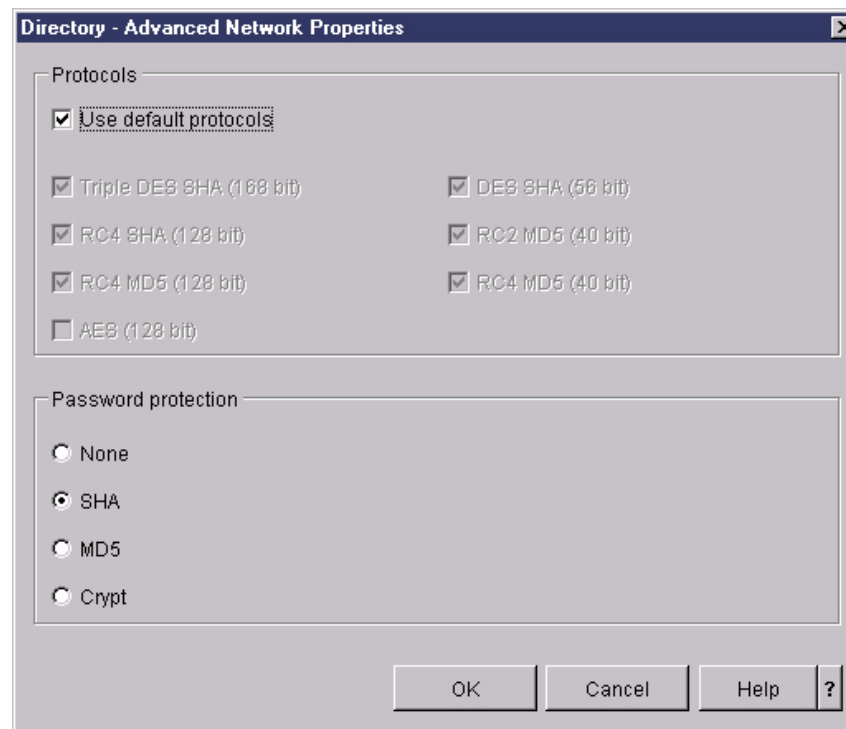 Directory - Advanced Network Properties
Protocols
Use default protocols
Triple DES SHA (168 bit)
DES SHA (56 bit)
RC4 SHA (128 bit)
RC2 MD5 (40 bit)
RC4 MD5 (128 bit)
RC4 MD5 (40 bit)
AES (128 bit)
Password protection
None
SHA
MD5
Crypt
OK
Cancel
Help
?